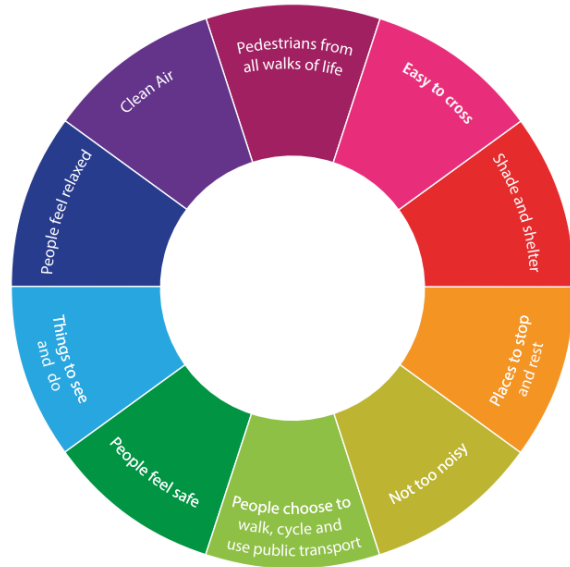 Pedestrians from
all walks of life
Easy to cross
Shade and shelter
Places to stop
and rest
Not too noisy
People choose to
walk, cycle and
use public transport
People feel safe
Things to see
and do
People feel relaxed
Clean Air